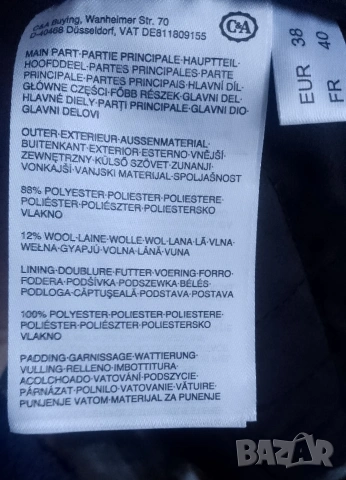 C&A Buying, Wanheimer Str. 70
D-40468 Düsseldorf, VAT DE811809155
C&A
MAIN PART·PARTIE PRINCIPALE·HAUPTTEIL·
HOOFDDEEL·PARTES PRINCIPALES·PARTE
PRINCIPALE·PARTES PRINCIPAIS·HLAVNÍ DÍL·
GŁÓWNE CZĘŚCI·FŐBB RÉSZEK·GLAVNI DEL·
HLAVNÉ DIELY·PARȚI PRINCIPALE·GLAVNI DIO·
GLAVNI DELOVI
OUTER·EXTERIEUR·AUSSENMATERIAL·
BUITENKANT·EXTERIOR·ESTERNO·VNĚJŠÍ·
ZEWNĘTRZNY·KÜLSŐ SZÖVET·ZUNANJI·
VONKAJŠÍ·VANJSKI MATERIJAL·SPOLJAŠNOST
88% POLYESTER·POLIESTER·POLIESTERE·
POLIÉSTER·POLIÉSZTER·POLIESTERSKO
VLAKNO
12% WOOL·LAINE·WOLLE·WOL·LANA·LÃ·VLNA·
WEŁNA·GYAPJÚ·VOLNA·LÂNĂ·VUNA
LINING·DOUBLURE·FUTTER·VOERING·FORRO·
FODERA·PODŠÍVKA·PODSZEWKA·BÉLÉS·
PODLOGA·CĂPTUȘEALĂ·PODSTAVA·POSTAVA
100% POLYESTER·POLIESTER·POLIESTERE·
POLIÉSTER·POLIÉSZTER·POLIESTERSKO
VLAKNO
PADDING·GARNISSAGE·WATTIERUNG·
VULLING·RELLENO·IMBOTTITURA·
ACOLCHOADO·VATOVÁNÍ·PODSZYCIE·
PÁRNÁZAT·POLNILO·VATOVANIE·VĂTUIRE·
PUNJENJE VATOM·MATERIJAL ZA PUNENJE
EUR 38
FR 40
BAZAR